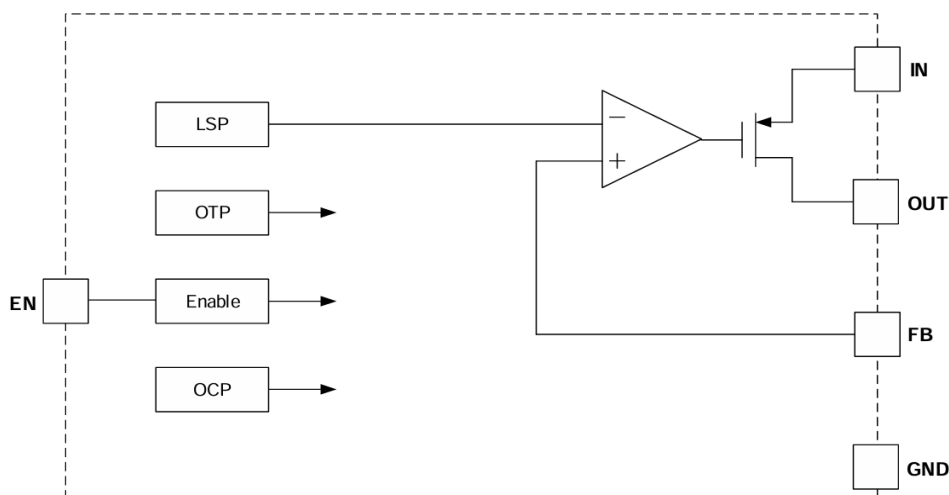 IN
LSP
−
+
OTP
OUT
EN
Enable
FB
OCP
GND